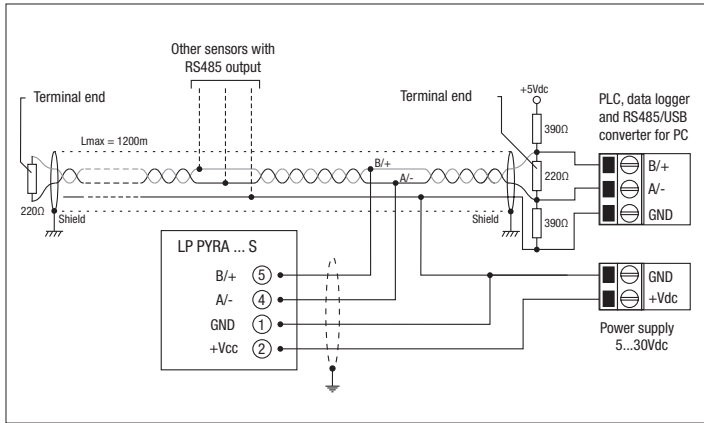 Other sensors with
RS485 output
Terminal end
Lmax = 1200m
220Ω
Shield
Terminal end
+5Vdc
390Ω
220Ω
390Ω
B/+
A/-
Shield
PLC, data logger
and RS485/USB
converter for PC
B/+
A/-
GND
LP PYRA ... S
B/+ 5
A/- 4
GND 1
+Vcc 2
GND
+Vdc
Power supply
5...30Vdc